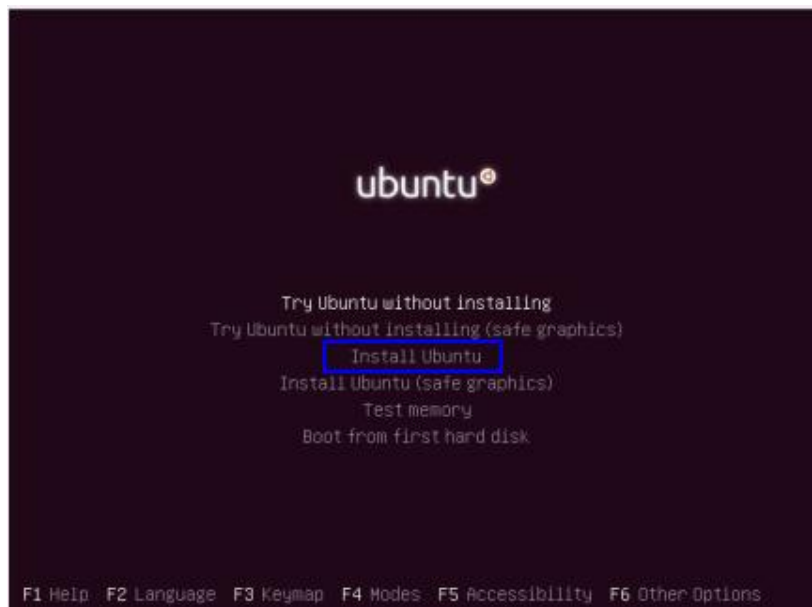 ubuntu
Try Ubuntu without installing
Try Ubuntu without installing (safe graphics)
Install Ubuntu
Install Ubuntu (safe graphics)
Test memory
Boot from first hard disk
F1 Help F2 Language F3 Keymap F4 Modes F5 Accessibility F6 Other Options